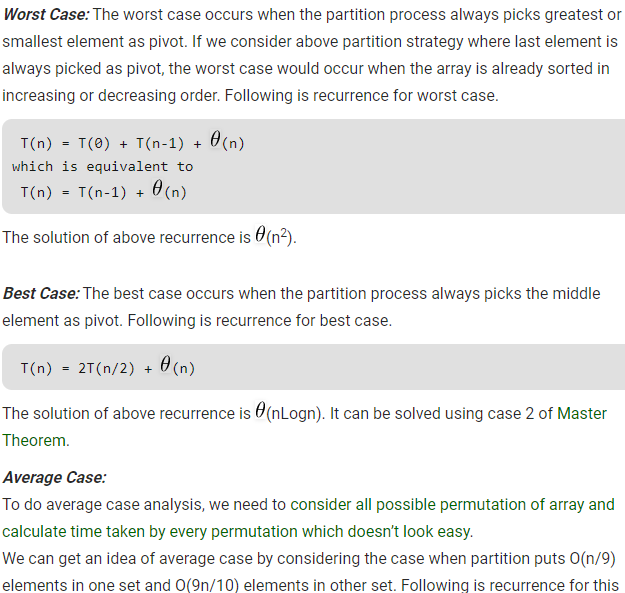 Worst Case: The worst case occurs when the partition process always picks greatest or
smallest element as pivot. If we consider above partition strategy where last element is
always picked as pivot, the worst case would occur when the array is already sorted in
increasing or decreasing order. Following is recurrence for worst case.
T(n) = T(0) + T(n-1) + θ(n)
which is equivalent to
T(n) = T(n-1) + θ(n)
The solution of above recurrence is θ(n²).
Best Case: The best case occurs when the partition process always picks the middle
element as pivot. Following is recurrence for best case.
T(n) = 2T(n/2) + θ(n)
The solution of above recurrence is θ(nLogn). It can be solved using case 2 of Master
Theorem.
Average Case:
To do average case analysis, we need to consider all possible permutation of array and
calculate time taken by every permutation which doesn’t look easy.
We can get an idea of average case by considering the case when partition puts O(n/9)
elements in one set and O(9n/10) elements in other set. Following is recurrence for this